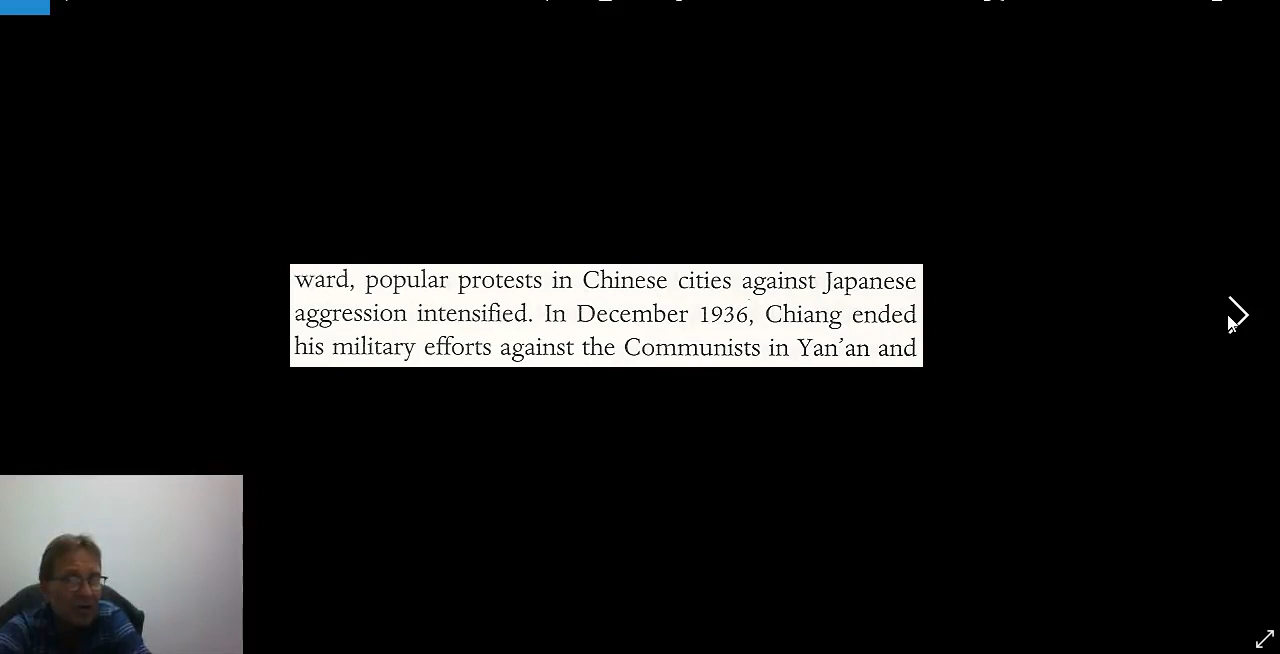 ward, popular protests in Chinese cities against Japanese
aggression intensified. In December 1936, Chiang ended
his military efforts against the Communists in Yan’an and